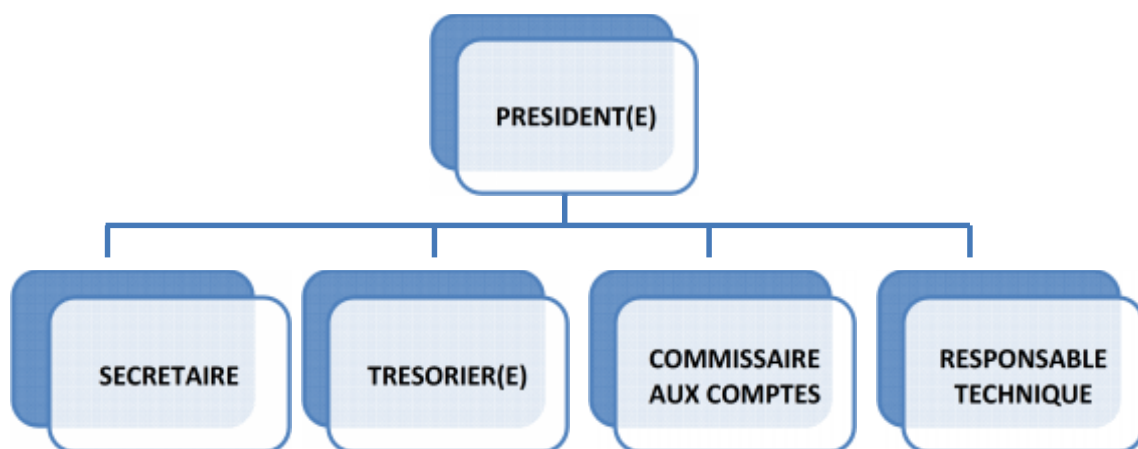 PRESIDENT(E)
SECRETAIRE
TRESORIER(E)
COMMISSAIRE
AUX COMPTES
RESPONSABLE
TECHNIQUE